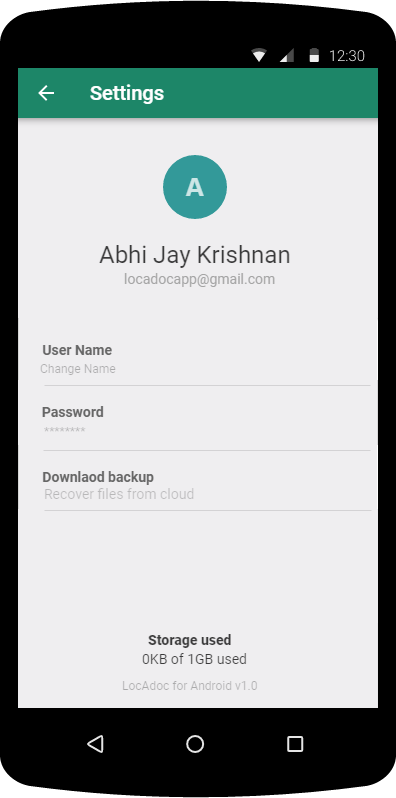 12:30
Settings
A
Abhi Jay Krishnan
locadocapp@gmail.com
User Name
Change Name
Password
********
Downlaod backup
Recover files from cloud
Storage used
0KB of 1GB used
LocAdoc for Android v1.0